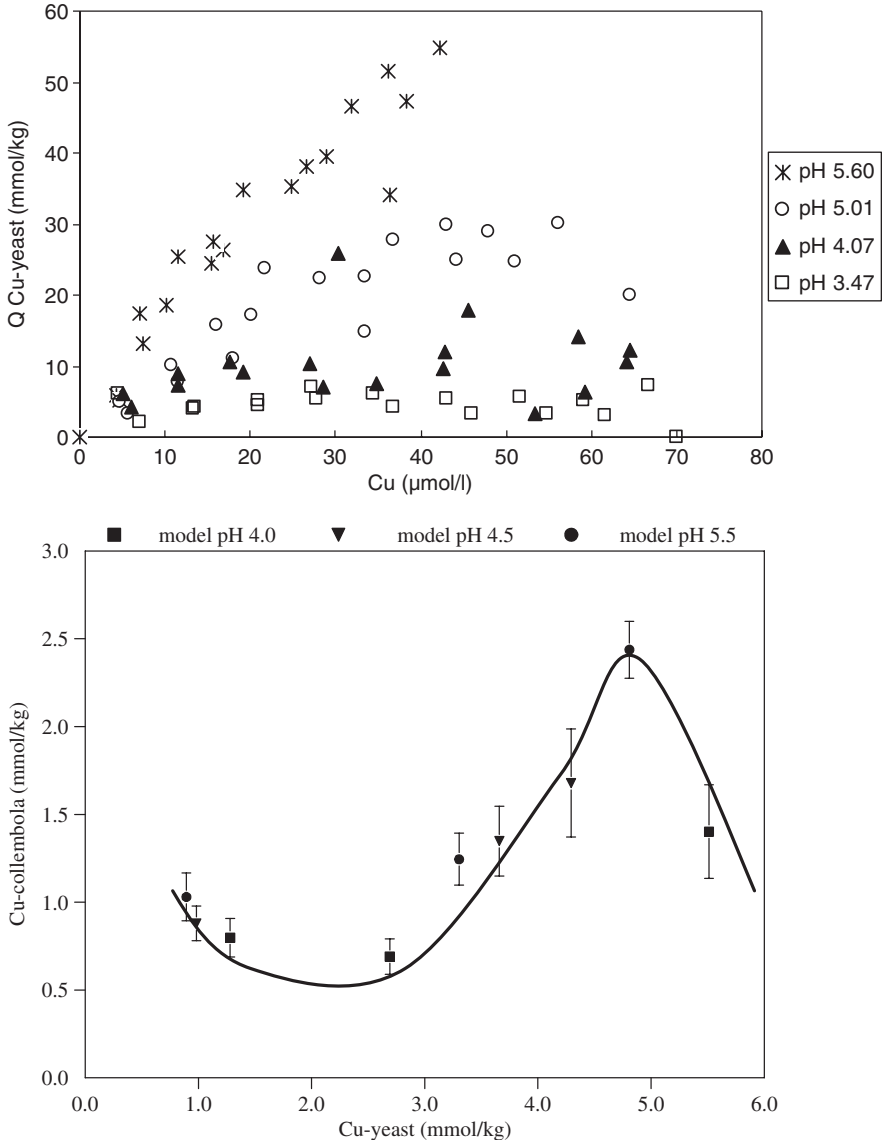 60
50
40
30
20
10
0
Q Cu-yeast (mmol/kg)
0 10 20 30 40 50 60 70 80
Cu (μmol/l)
pH 5.60
pH 5.01
pH 4.07
pH 3.47
model pH 4.0 model pH 4.5 model pH 5.5
3.0
2.5
2.0
1.5
1.0
0.5
0.0
Cu-collembola (mmol/kg)
0.0 1.0 2.0 3.0 4.0 5.0 6.0
Cu-yeast (mmol/kg)